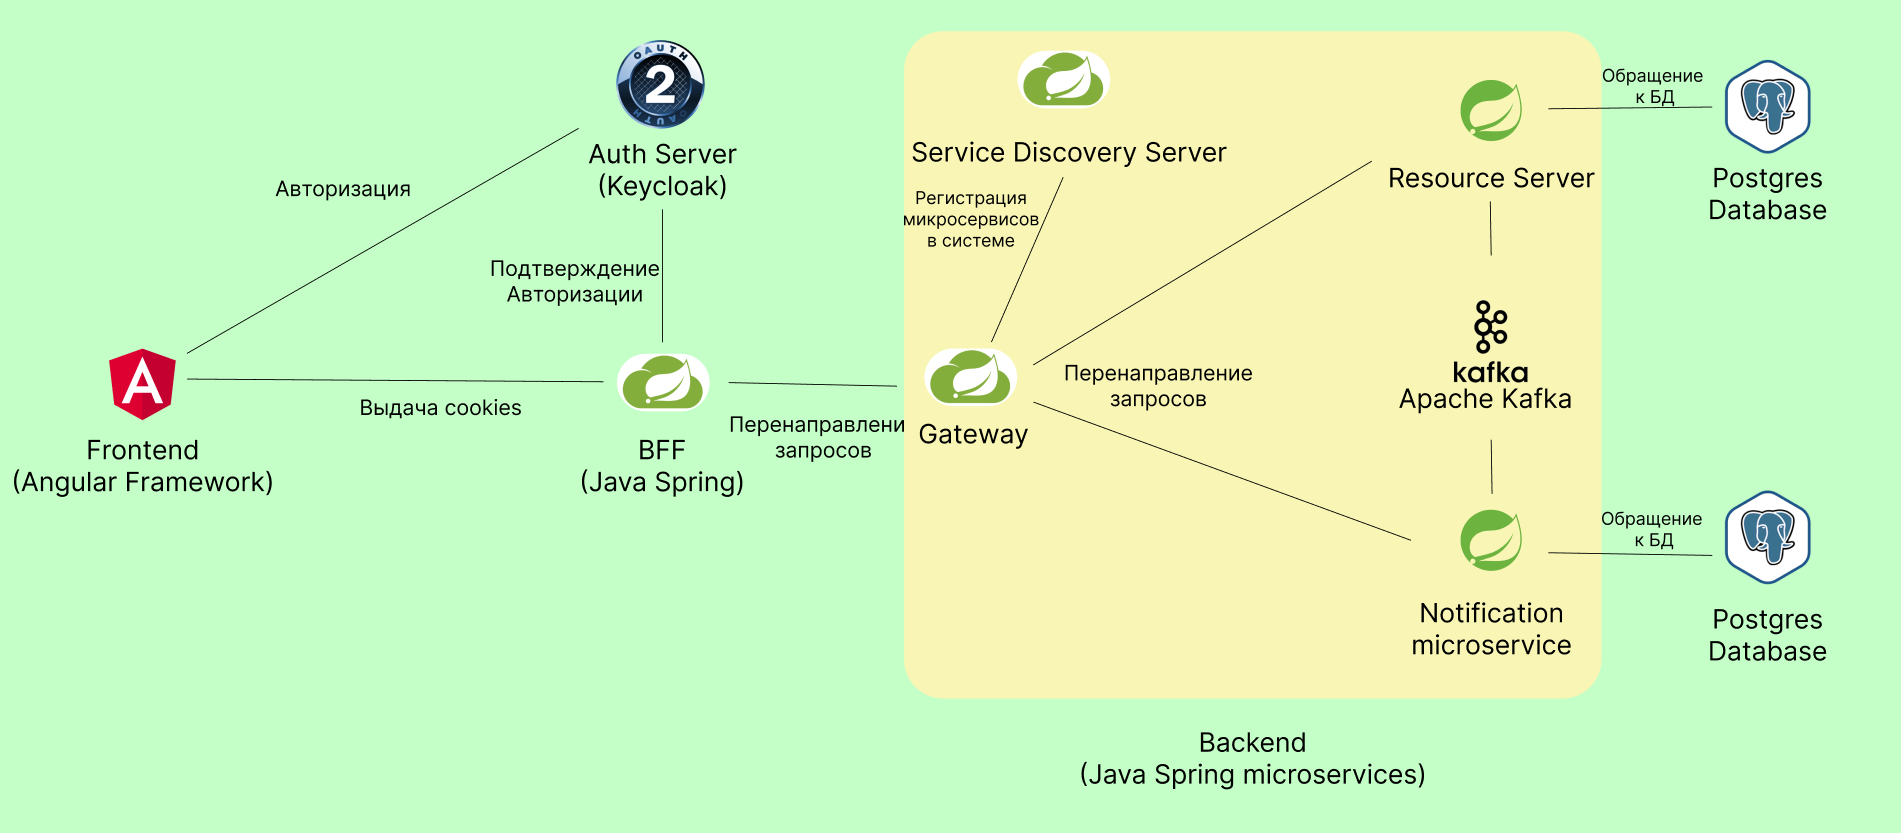 OAUTH
2
OAUTH
Auth Server
(Keycloak)
Авторизация
Подтверждение
Авторизации
Frontend
(Angular Framework)
Выдача cookies
BFF
(Java Spring)
Перенаправлени
запросов
Service Discovery Server
Регистрация
микросервисов
в системе
Gateway
Перенаправление
запросов
Resource Server
kafka
Apache Kafka
Notification
microservice
Обращение
к БД
Postgres
Database
Обращение
к БД
Postgres
Database
Backend
(Java Spring microservices)